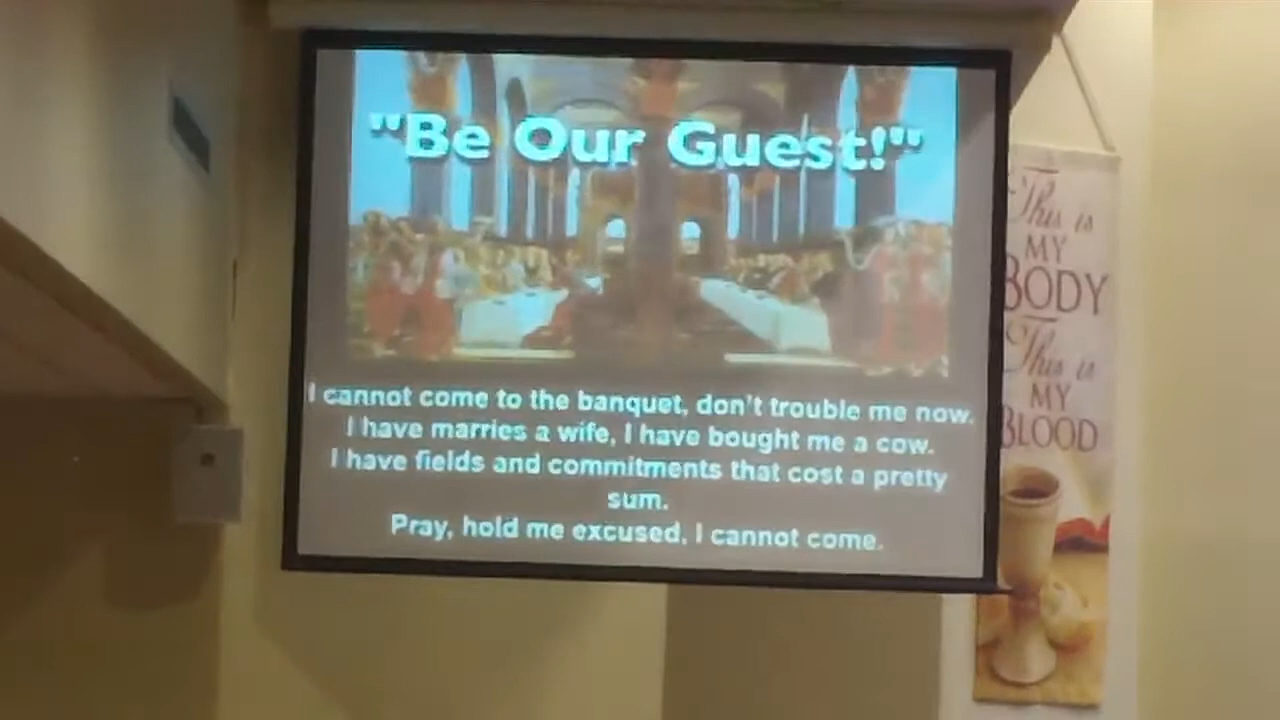 "Be Our Guest!"
I cannot come to the banquet, don't trouble me now.
I have marries a wife, I have bought me a cow.
I have fields and commitments that cost a pretty
sum.
Pray, hold me excused, I cannot come.
This is
MY
BODY
This is
MY
BLOOD